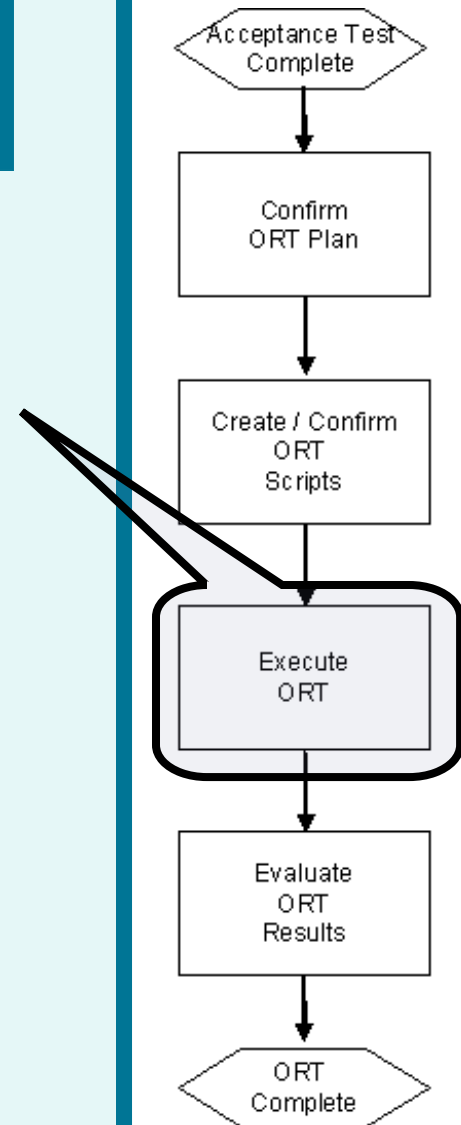 Acceptance Test
Complete
Confirm
ORT Plan
Create / Confirm
ORT
Scripts
Execute
ORT
Evaluate
ORT
Results
ORT
Complete